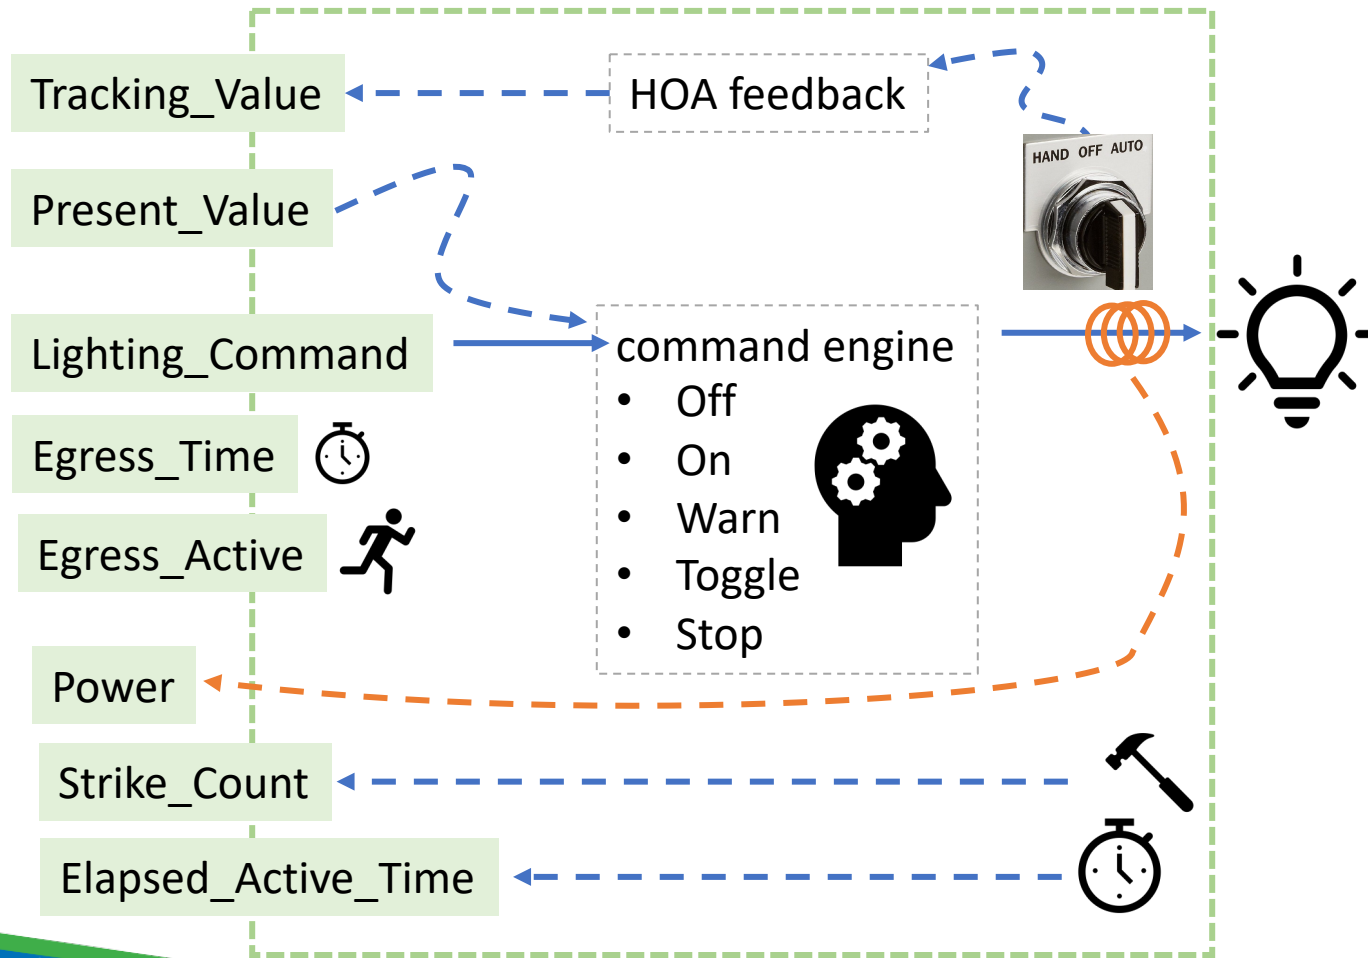 Tracking_Value
HOA feedback
HAND OFF AUTO
Present_Value
Lighting_Command
command engine
• Off
• On
• Warn
• Toggle
• Stop
Egress_Time
Egress_Active
Power
Strike_Count
Elapsed_Active_Time